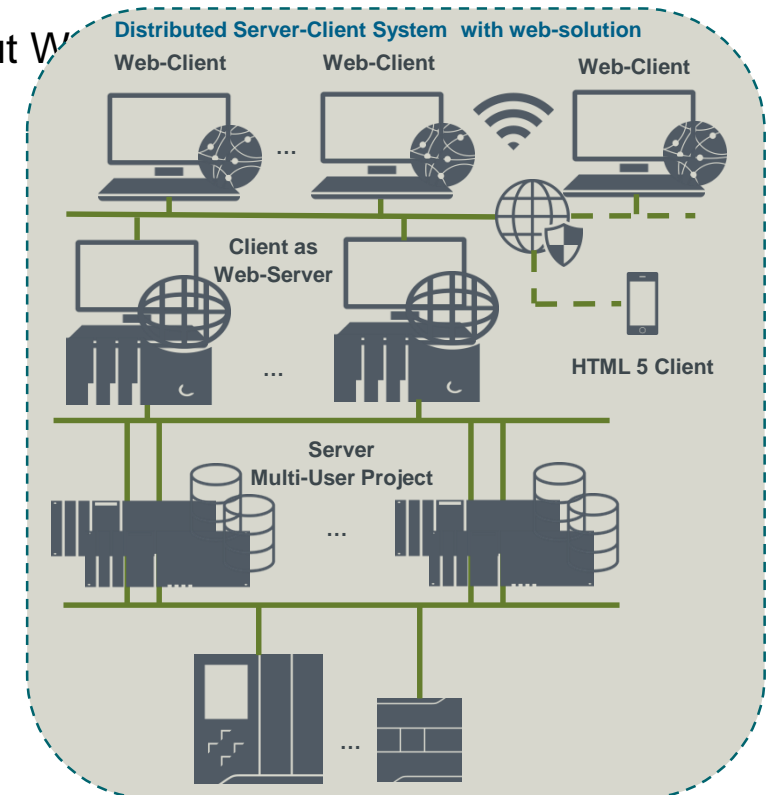 Distributed Server-Client System with web-solution
Web-Client
Web-Client
Web-Client
...
Client as
Web-Server
...
HTML 5 Client
Server
Multi-User Project
...
...